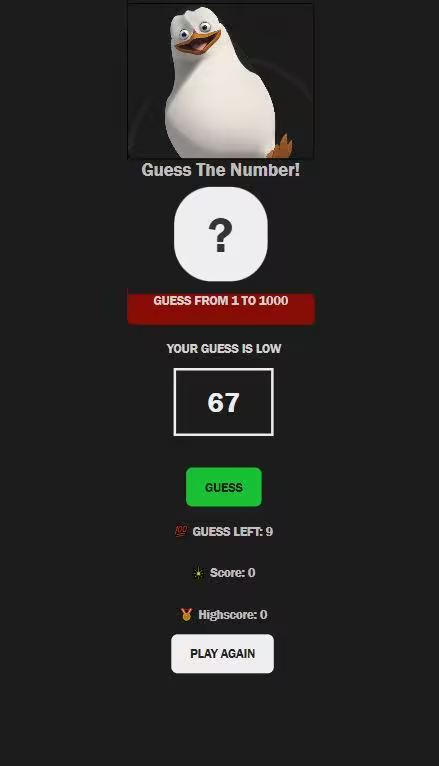 Guess The Number!
?
GUESS FROM 1 TO 1000
YOUR GUESS IS LOW
67
GUESS
💯 GUESS LEFT: 9
Score: 0
🏅 Highscore: 0
PLAY AGAIN